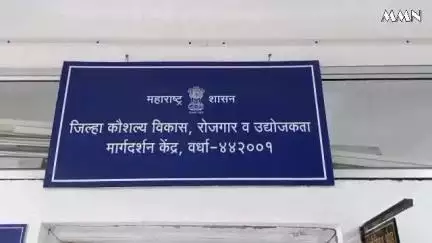 MMN
महाराष्ट्र शासन
जिल्हा कौशल्य विकास, रोजगार व उद्योजकता
मार्गदर्शन केंद्र, वर्धा-४४२००१